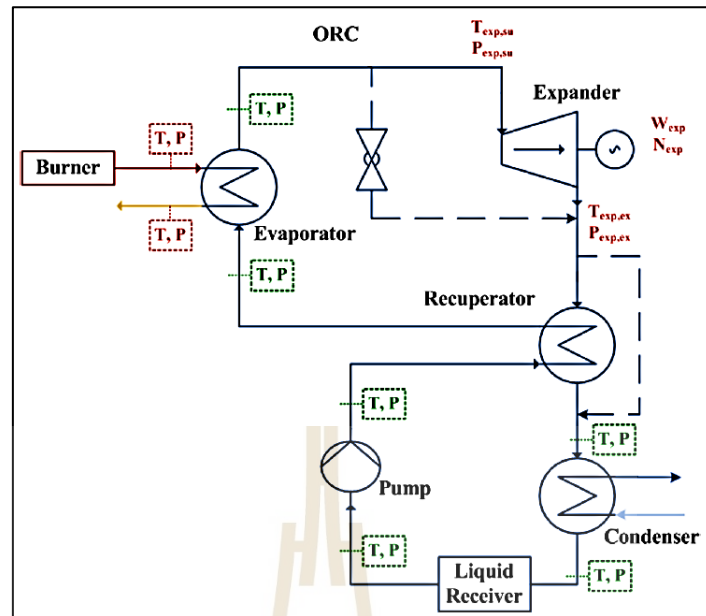 ORC
T_exp,su
P_exp,su
Expander
T, P
W_exp
N_exp
T, P
Burner
Evaporator
T, P
T_exp,ex
P_exp,ex
T, P
Recuperator
T, P
T, P
Pump
Condenser
T, P
Liquid
Receiver
T, P